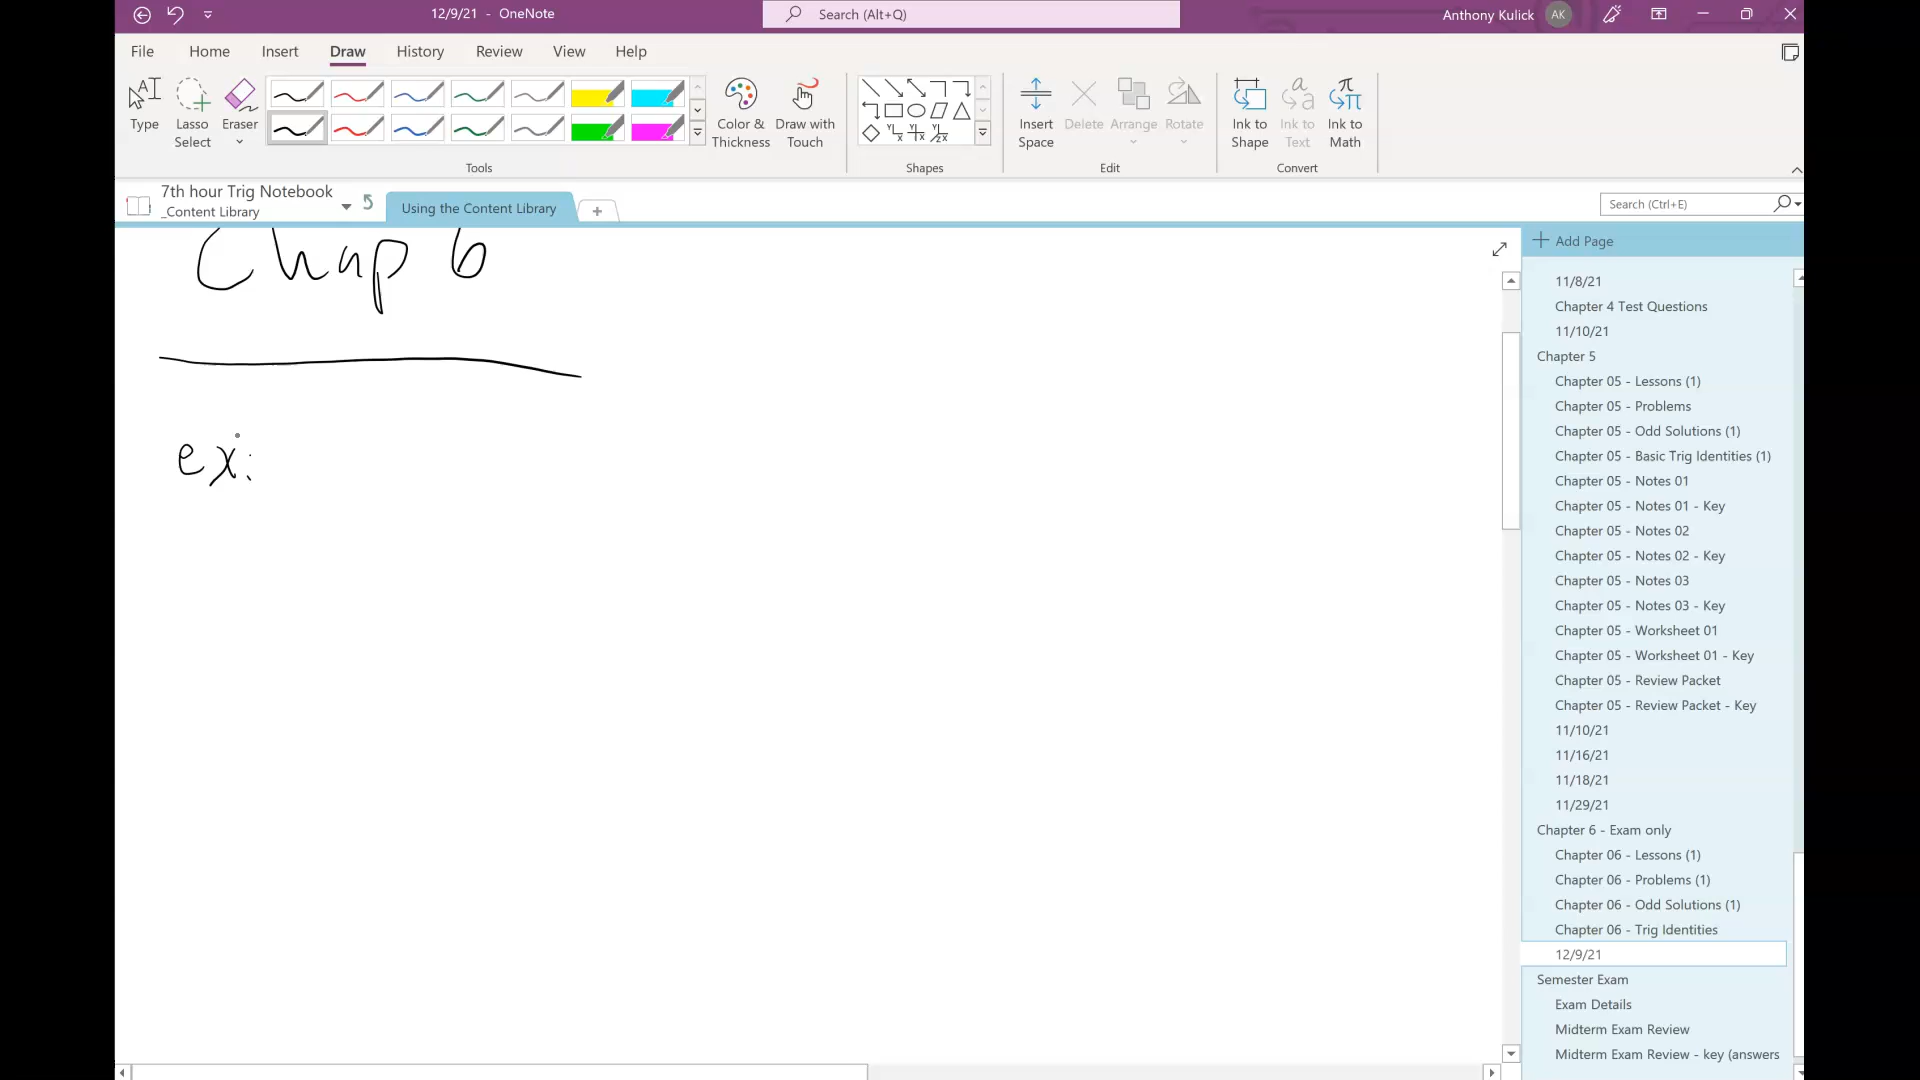 12/9/21 - OneNote
Search (Alt+Q)
Anthony Kulick
AK
File Home Insert Draw History Review View Help
Type
Lasso Select
Eraser
Color & Thickness
Draw with Touch
Insert Space
Delete
Arrange
Rotate
Ink to Shape
Ink to Text
Ink to Math
Tools
Shapes
Edit
Convert
7th hour Trig Notebook
_Content Library
Using the Content Library
Search (Ctrl+E)
Chap 6
ex:
Add Page
11/8/21
Chapter 4 Test Questions
11/10/21
Chapter 5
Chapter 05 - Lessons (1)
Chapter 05 - Problems
Chapter 05 - Odd Solutions (1)
Chapter 05 - Basic Trig Identities (1)
Chapter 05 - Notes 01
Chapter 05 - Notes 01 - Key
Chapter 05 - Notes 02
Chapter 05 - Notes 02 - Key
Chapter 05 - Notes 03
Chapter 05 - Notes 03 - Key
Chapter 05 - Worksheet 01
Chapter 05 - Worksheet 01 - Key
Chapter 05 - Review Packet
Chapter 05 - Review Packet - Key
11/10/21
11/16/21
11/18/21
11/29/21
Chapter 6 - Exam only
Chapter 06 - Lessons (1)
Chapter 06 - Problems (1)
Chapter 06 - Odd Solutions (1)
Chapter 06 - Trig Identities
12/9/21
Semester Exam
Exam Details
Midterm Exam Review
Midterm Exam Review - key (answers